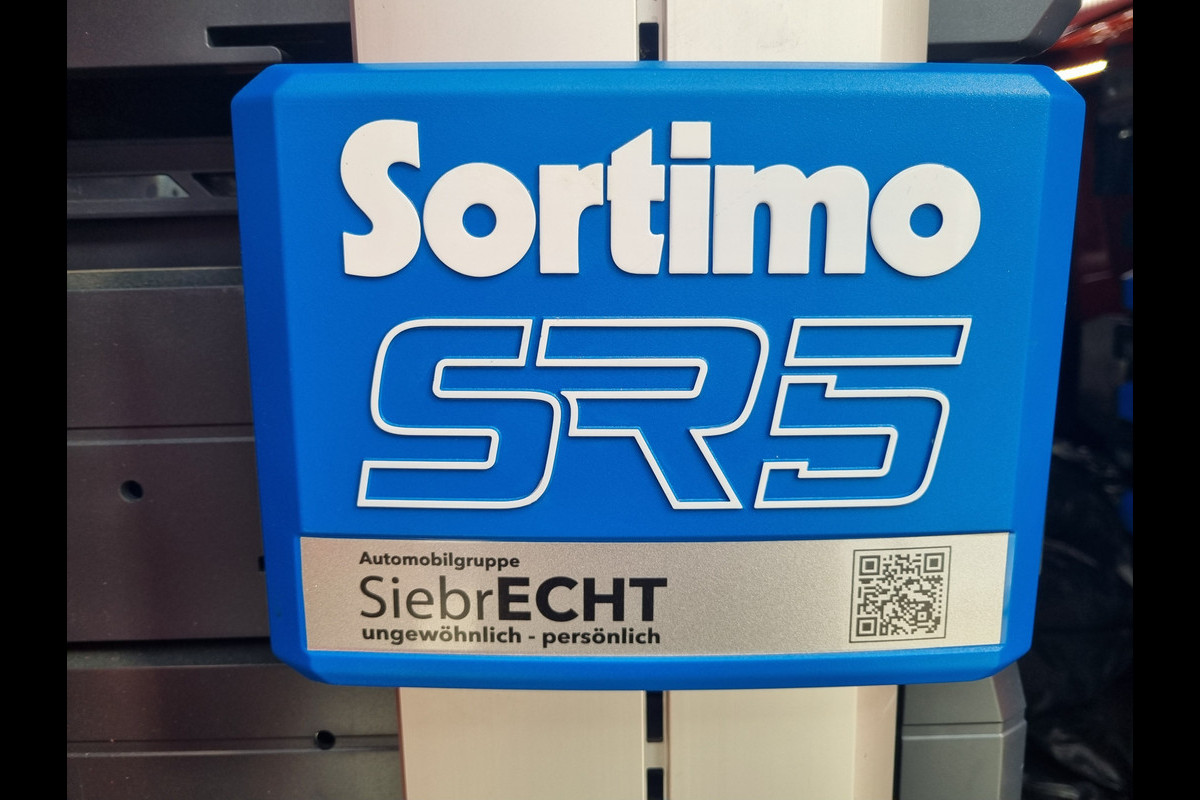 Sortimo
SR5
Automobilgruppe
SiebrECHT
ungewöhnlich - persönlich